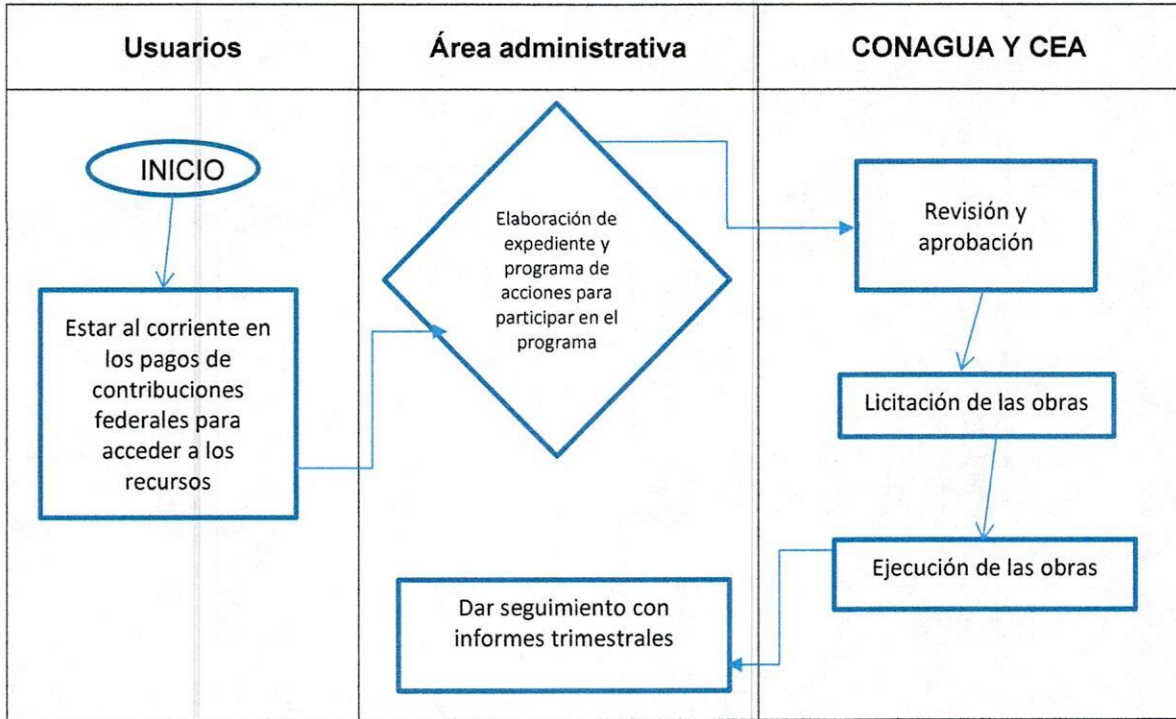 Usuarios
Área administrativa
CONAGUA Y CEA
INICIO
Estar al corriente en
los pagos de
contribuciones
federales para
acceder a los
recursos
Elaboración de
expediente y
programa de
acciones para
participar en el
programa
Revisión y
aprobación
Licitación de las obras
Ejecución de las obras
Dar seguimiento con
informes trimestrales